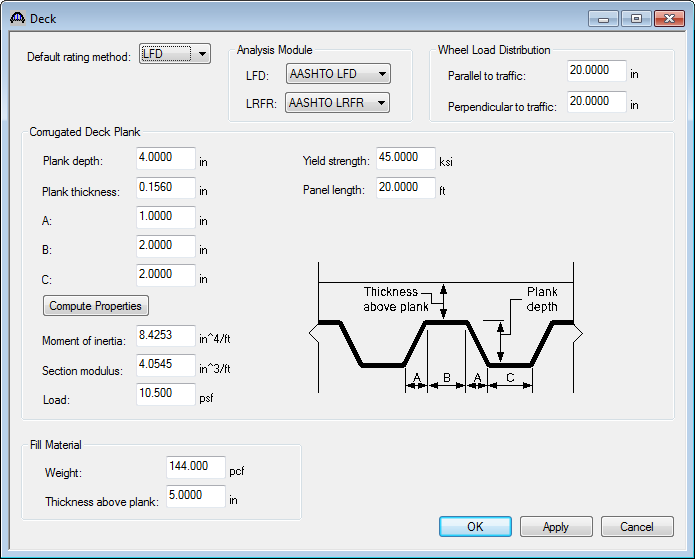 Deck
Default rating method: LFD
Analysis Module
LFD: AASHTO LFD
LRFR: AASHTO LRFR
Wheel Load Distribution
Parallel to traffic: 20.0000 in
Perpendicular to traffic: 20.0000 in
Corrugated Deck Plank
Plank depth: 4.0000 in
Yield strength: 45.0000 ksi
Plank thickness: 0.1560 in
Panel length: 20.0000 ft
A: 1.0000 in
B: 2.0000 in
C: 2.0000 in
Compute Properties
Moment of inertia: 8.4253 in^4/ft
Section modulus: 4.0545 in^3/ft
Load: 10.500 psf
Thickness above plank
Plank depth
A B A C
Fill Material
Weight: 144.000 pcf
Thickness above plank: 5.0000 in
OK Apply Cancel